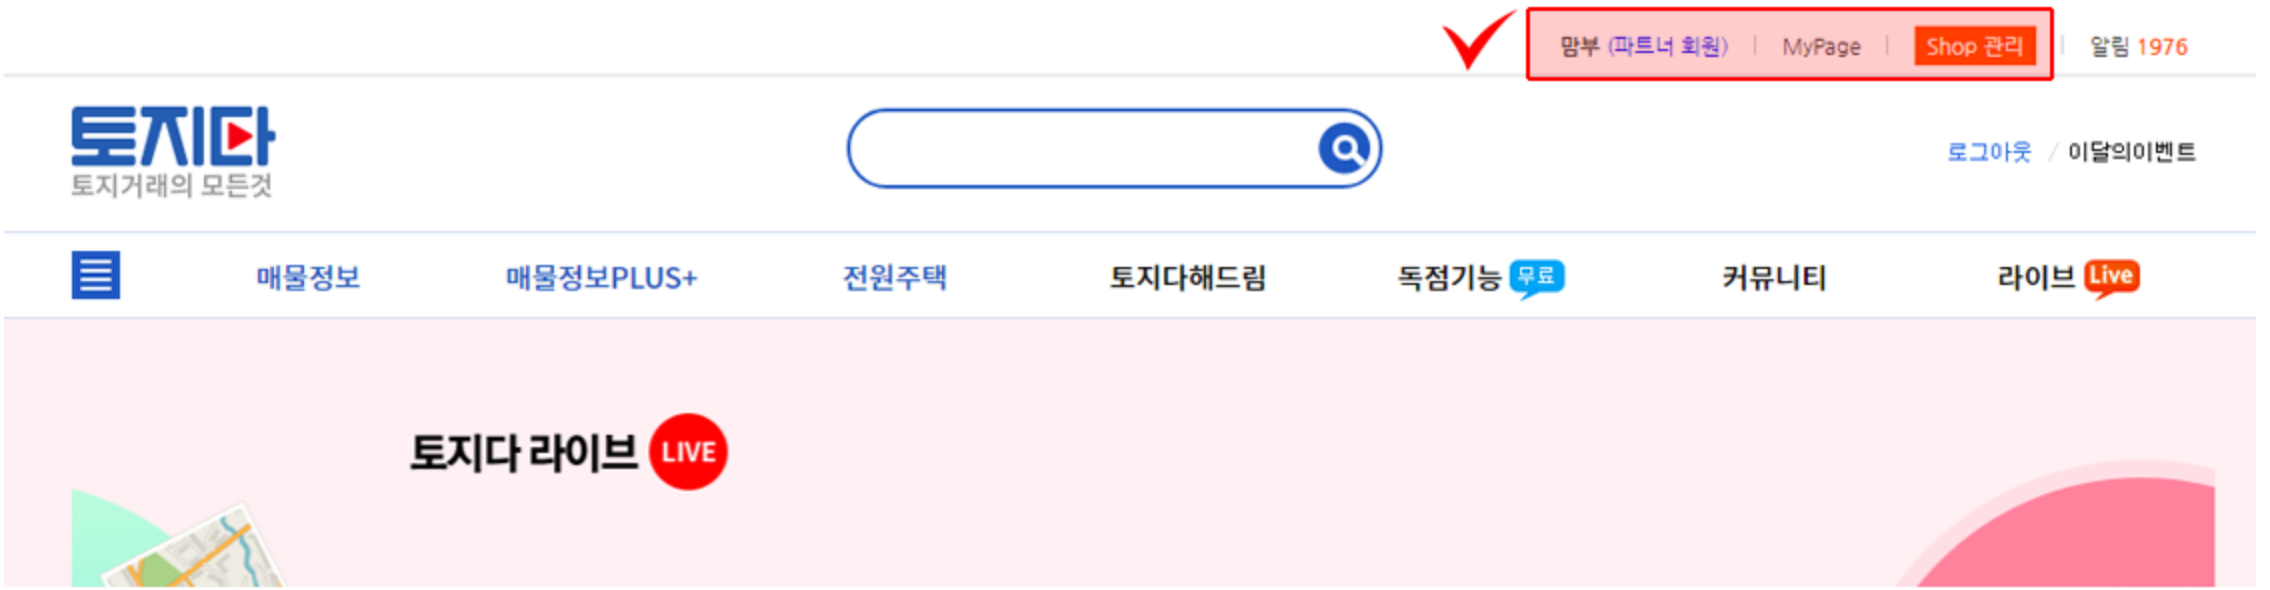 맘부 (파트너 회원) | MyPage | Shop 관리 | 알림 1976
토지다
토지거래의 모든것
로그아웃 / 이달의이벤트
매물정보 매물정보PLUS+ 전원주택 토지다해드림 독점기능 무료 커뮤니티 라이브 Live
토지다 라이브 LIVE